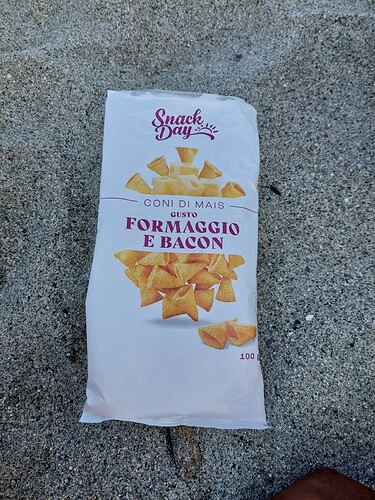 Snack
Day
CONI DI MAIS
GUSTO
FORMAGGIO
E BACON
100 g